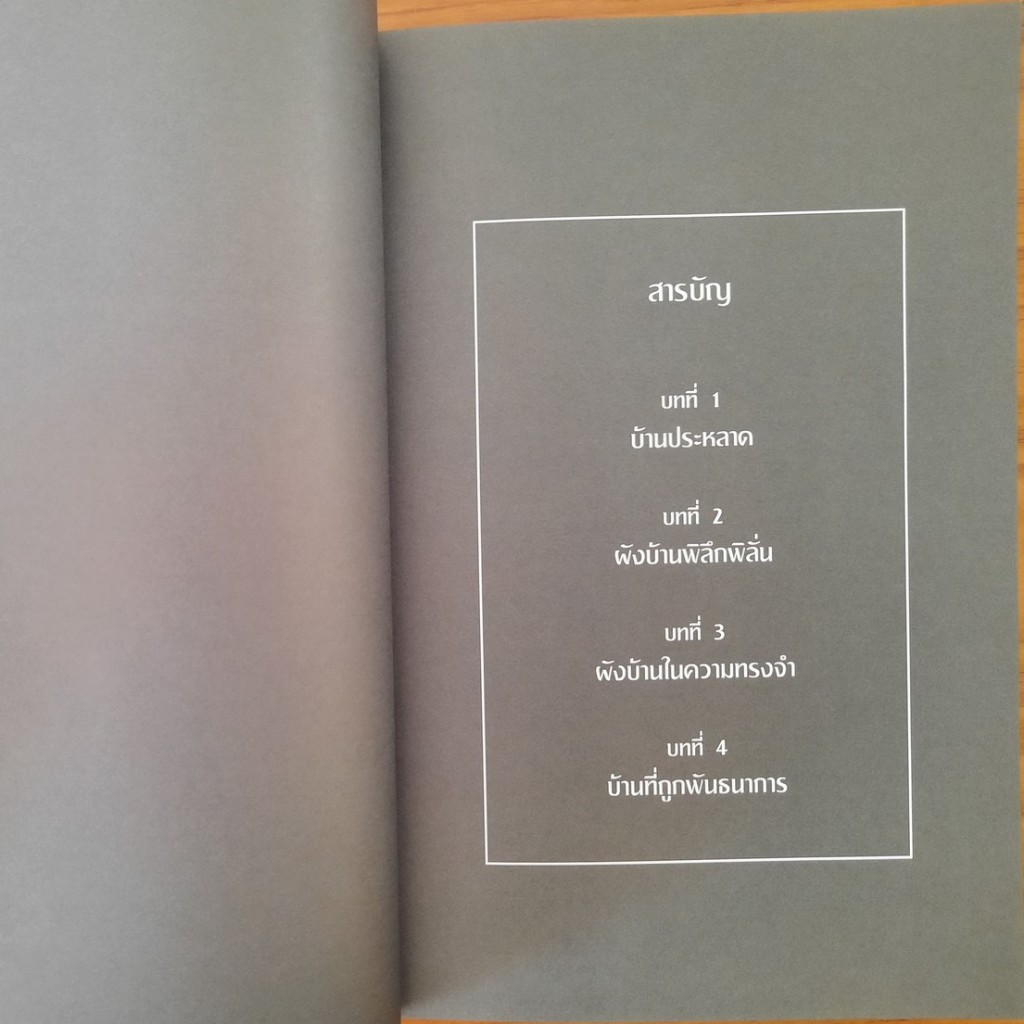 สารบัญ
บทที่ 1
บ้านประหลาด
บทที่ 2
ผังบ้านพิลึกพิลั่น
บทที่ 3
ผังบ้านในความทรงจำ
บทที่ 4
บ้านที่ถูกพันธนาการ